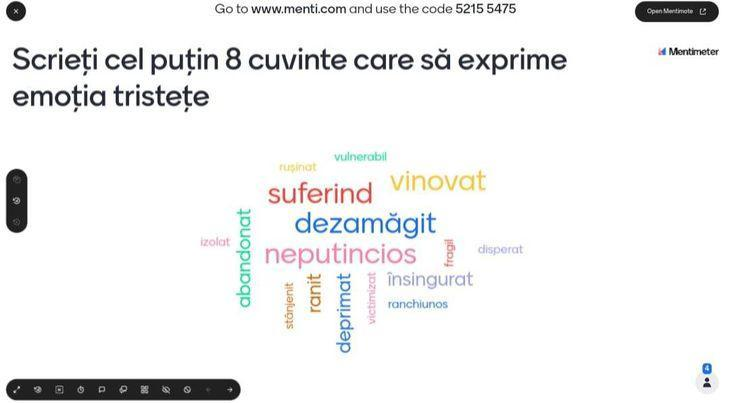 Go to www.menti.com and use the code 5215 5475
Open Mentimote
Scrieți cel puțin 8 cuvinte care să exprime
emoția tristețe
Mentimeter
vulnerabil
rușinat
vinovat
suferind
dezamăgit
abandonat
izolat
neputincios
fragil
disperat
însingurat
stânjenit
ranit
deprimat
victimizat
ranchiunos
4